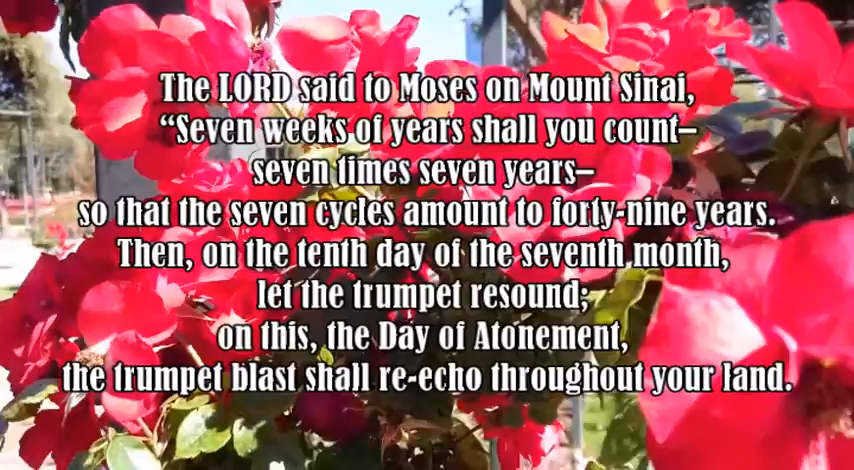 The LORD said to Moses on Mount Sinai,
“Seven weeks of years shall you count–
seven times seven years–
so that the seven cycles amount to forty-nine years.
Then, on the tenth day of the seventh month,
let the trumpet resound;
on this, the Day of Atonement,
the trumpet blast shall re-echo throughout your land.